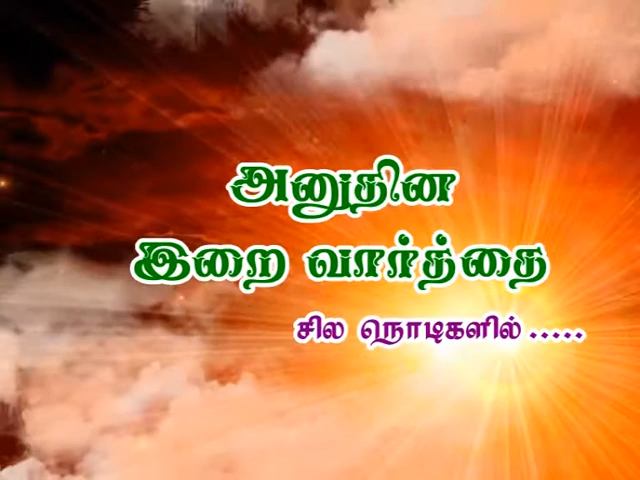 அனுதின
இறை வார்த்தை
சில நொடிகளில் .....